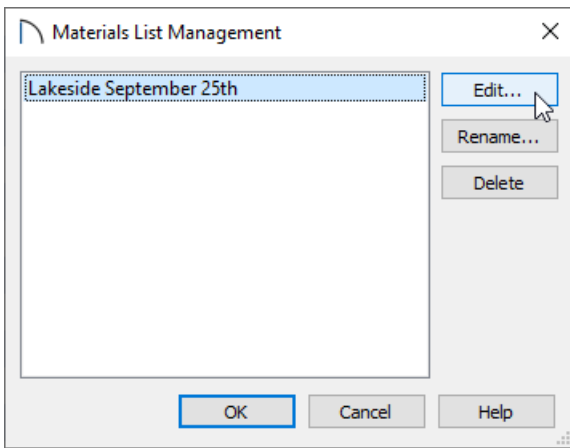 Materials List Management
Lakeside September 25th
Edit...
Rename...
Delete
OK
Cancel
Help